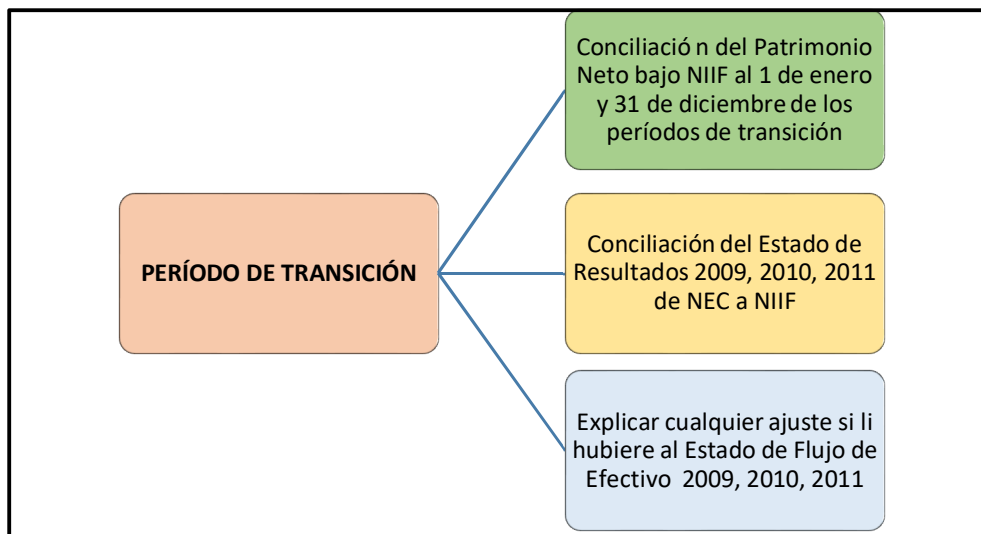 Conciliació n del Patrimonio
Neto bajo NIIF al 1 de enero
y 31 de diciembre de los
períodos de transición
PERÍODO DE TRANSICIÓN
Conciliación del Estado de
Resultados 2009, 2010, 2011
de NEC a NIIF
Explicar cualquier ajuste si li
hubiere al Estado de Flujo de
Efectivo 2009, 2010, 2011